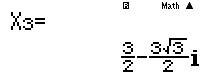 R Math ▲
X₃=
3/2-3√3/2 i